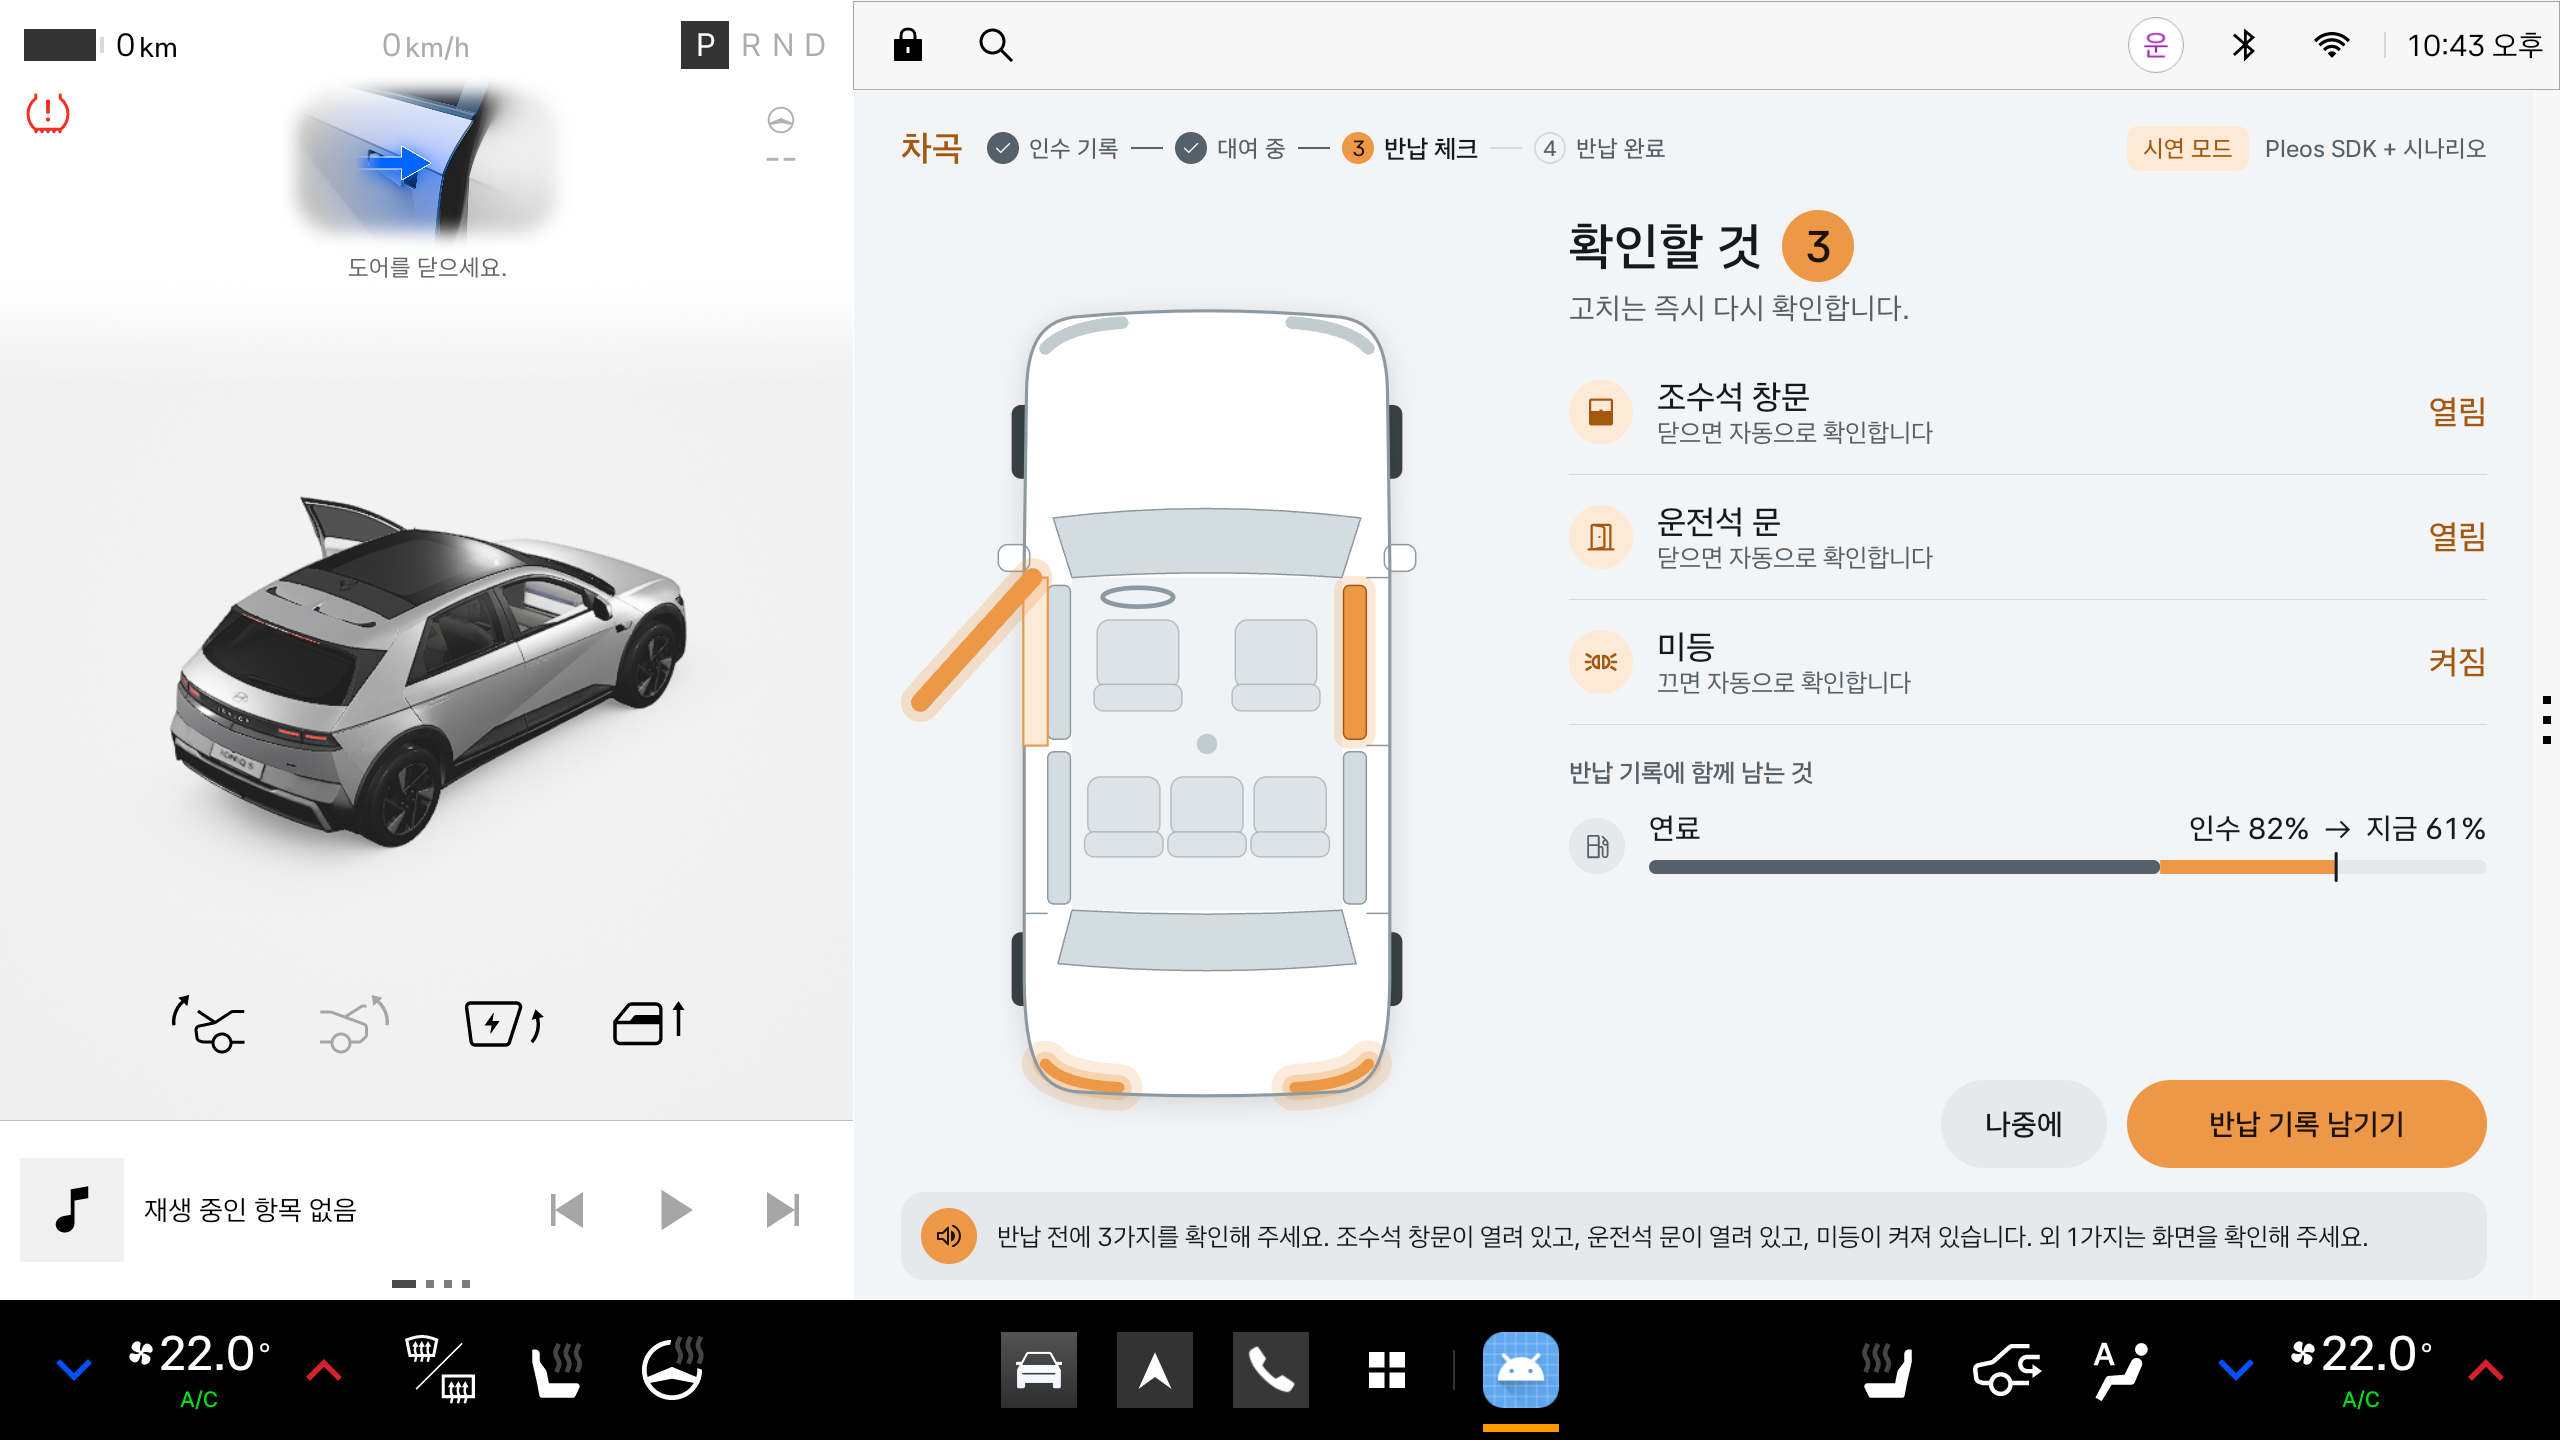 0 km
0 km/h
P R N D
운
10:43 오후
도어를 닫으세요.
차곡
인수 기록
대여 중
3 반납 체크
4 반납 완료
시연 모드
Pleos SDK + 시나리오
확인할 것 3
고치는 즉시 다시 확인합니다.
조수석 창문
닫으면 자동으로 확인합니다
열림
운전석 문
닫으면 자동으로 확인합니다
열림
미등
끄면 자동으로 확인합니다
켜짐
반납 기록에 함께 남는 것
연료
인수 82% → 지금 61%
나중에
반납 기록 남기기
재생 중인 항목 없음
반납 전에 3가지를 확인해 주세요. 조수석 창문이 열려 있고, 운전석 문이 열려 있고, 미등이 켜져 있습니다. 외 1가지는 화면을 확인해 주세요.
22.0°
A/C
A
22.0°
A/C